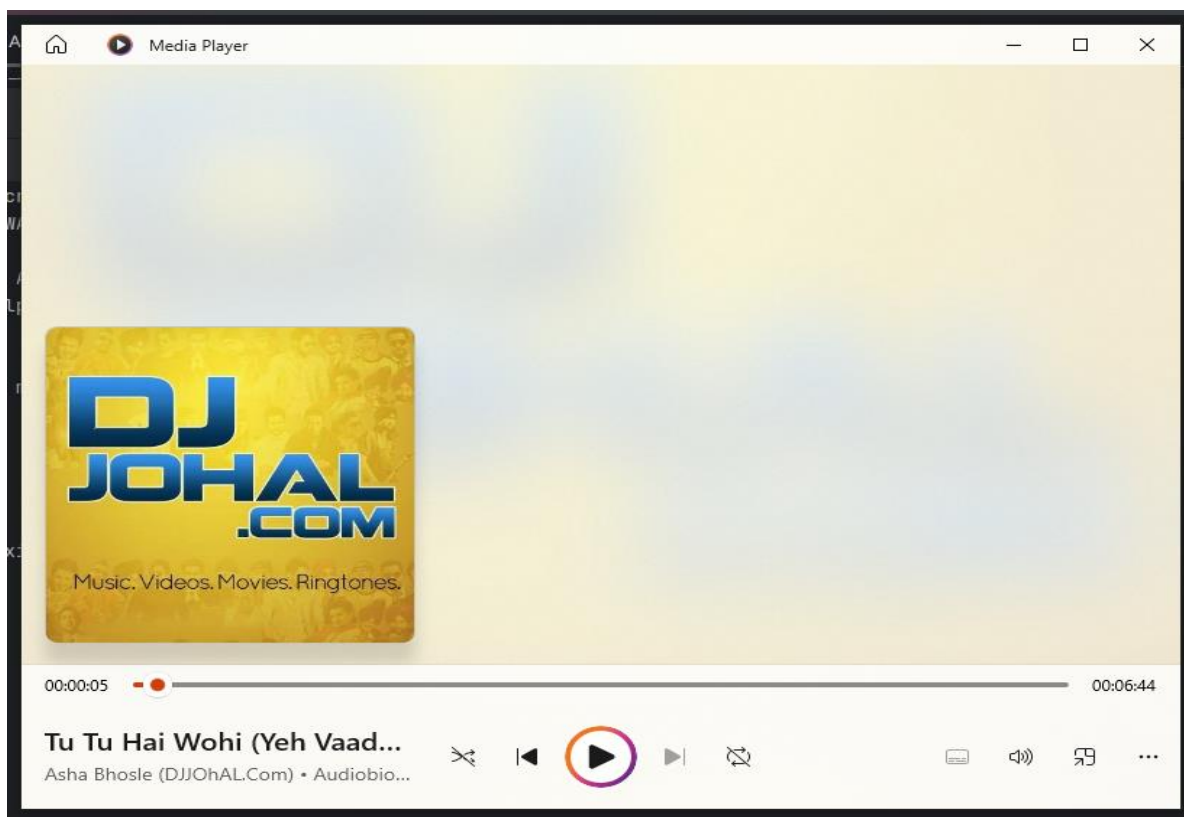 Media Player
DJ
JOHAL
.COM
Music. Videos. Movies. Ringtones.
00:00:05
00:06:44
Tu Tu Hai Wohi (Yeh Vaad...
Asha Bhosle (DJJOhAL.Com) • Audiobio...